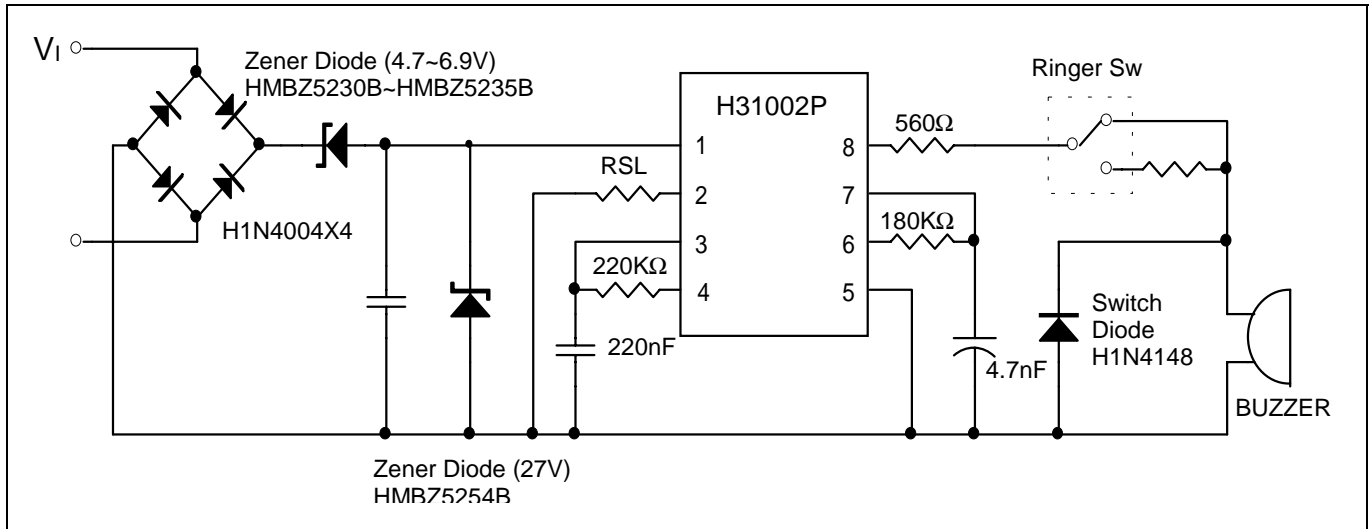 VI
Zener Diode (4.7~6.9V)
HMBZ5230B~HMBZ5235B
H1N4004X4
Zener Diode (27V)
HMBZ5254B
RSL
220KΩ
220nF
H31002P
1
2
3
4
8
7
6
5
560Ω
180KΩ
4.7nF
Ringer Sw
Switch
Diode
H1N4148
BUZZER